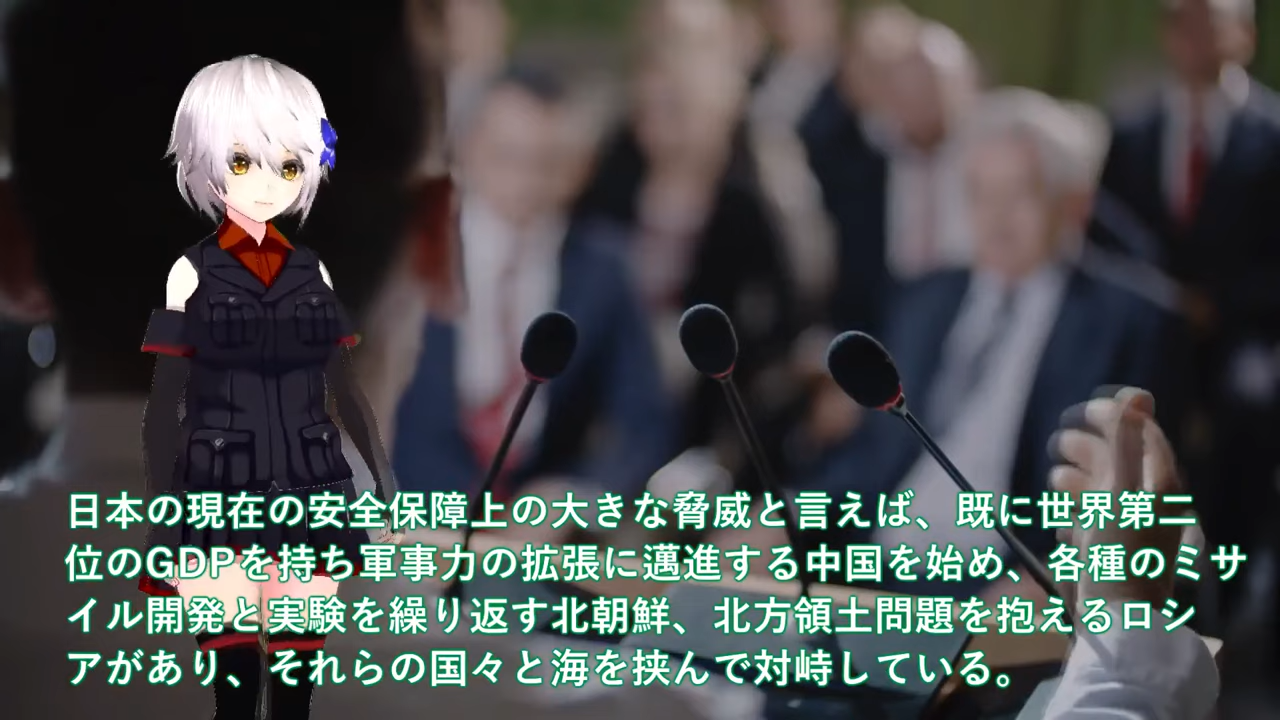 日本の現在の安全保障上の大きな脅威と言えば、既に世界第二
位のGDPを持ち軍事力の拡張に邁進する中国を始め、各種のミサ
イル開発と実験を繰り返す北朝鮮、北方領土問題を抱えるロシ
アがあり、それらの国々と海を挟んで対峙している。